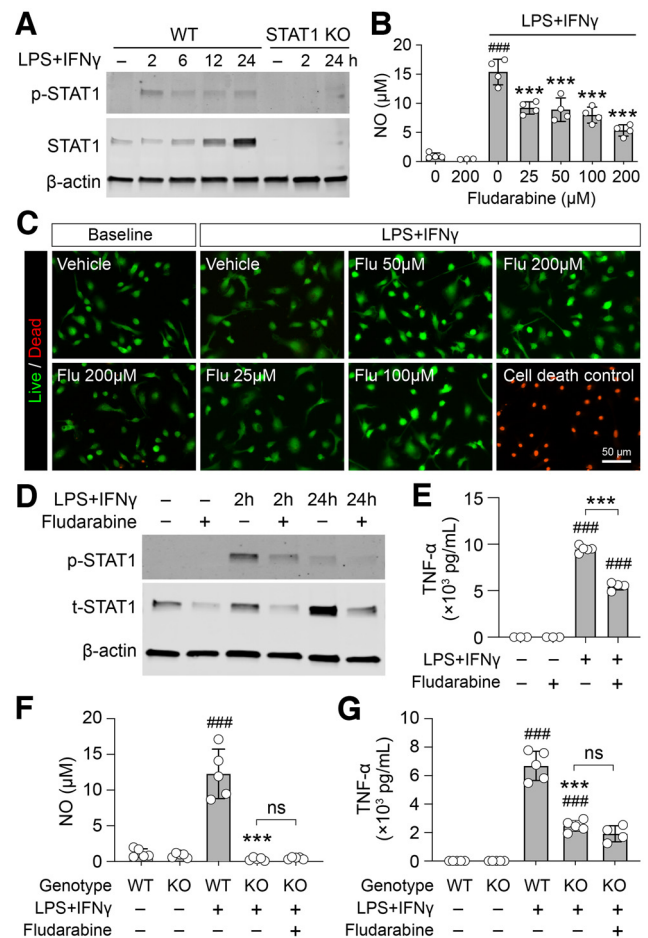 A
WT STAT1 KO
LPS+IFNγ – 2 6 12 24 – 2 24 h
p-STAT1
STAT1
β-actin
B
LPS+IFNγ
NO (μM)
20
15
10
5
0
###
***
***
***
***
0 200 0 25 50 100 200
Fludarabine (μM)
C
Baseline LPS+IFNγ
Live / Dead
Vehicle Vehicle Flu 50μM Flu 200μM
Flu 200μM Flu 25μM Flu 100μM Cell death control
50 μm
D
LPS+IFNγ – – 2h 2h 24h 24h
Fludarabine – + – + – +
p-STAT1
t-STAT1
β-actin
E
TNF-α
(×10³ pg/mL)
15
10
5
0
***
###
###
LPS+IFNγ – – + +
Fludarabine – + – +
F
NO (μM)
20
15
10
5
0
###
***
ns
Genotype WT KO WT KO KO
LPS+IFNγ – – + + +
Fludarabine – – – – +
G
TNF-α
(×10³ pg/mL)
10
8
6
4
2
0
###
***
###
ns
Genotype WT KO WT KO KO
LPS+IFNγ – – + + +
Fludarabine – – – – +